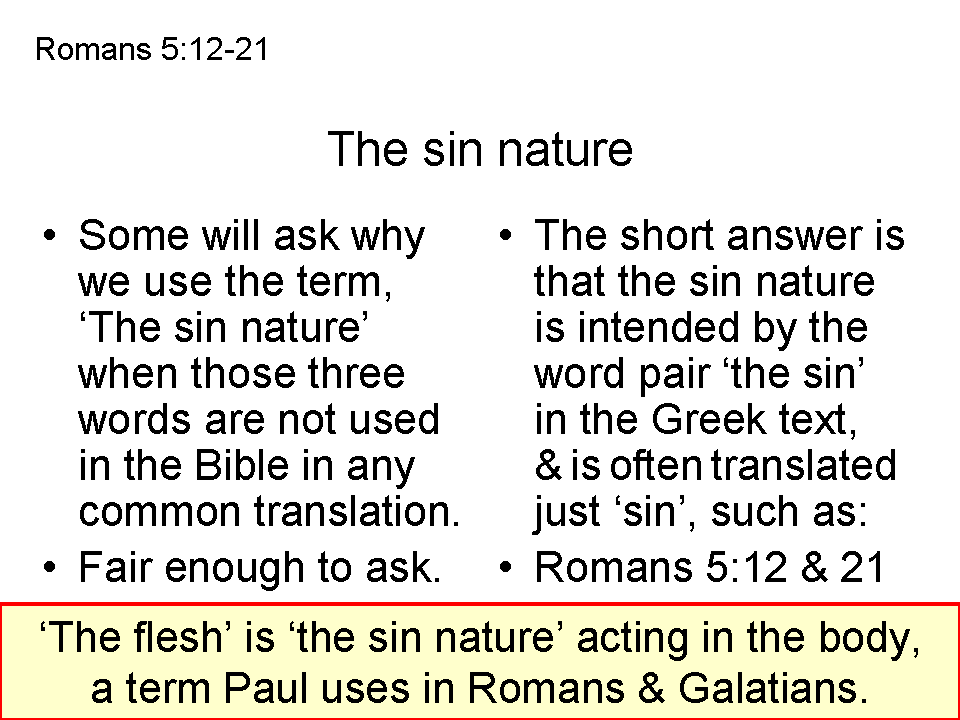 Romans 5:12-21
The sin nature
• Some will ask why
we use the term,
‘The sin nature’
when those three
words are not used
in the Bible in any
common translation.
• Fair enough to ask.
• The short answer is
that the sin nature
is intended by the
word pair ‘the sin’
in the Greek text,
& is often translated
just ‘sin’, such as:
• Romans 5:12 & 21
‘The flesh’ is ‘the sin nature’ acting in the body,
a term Paul uses in Romans & Galatians.